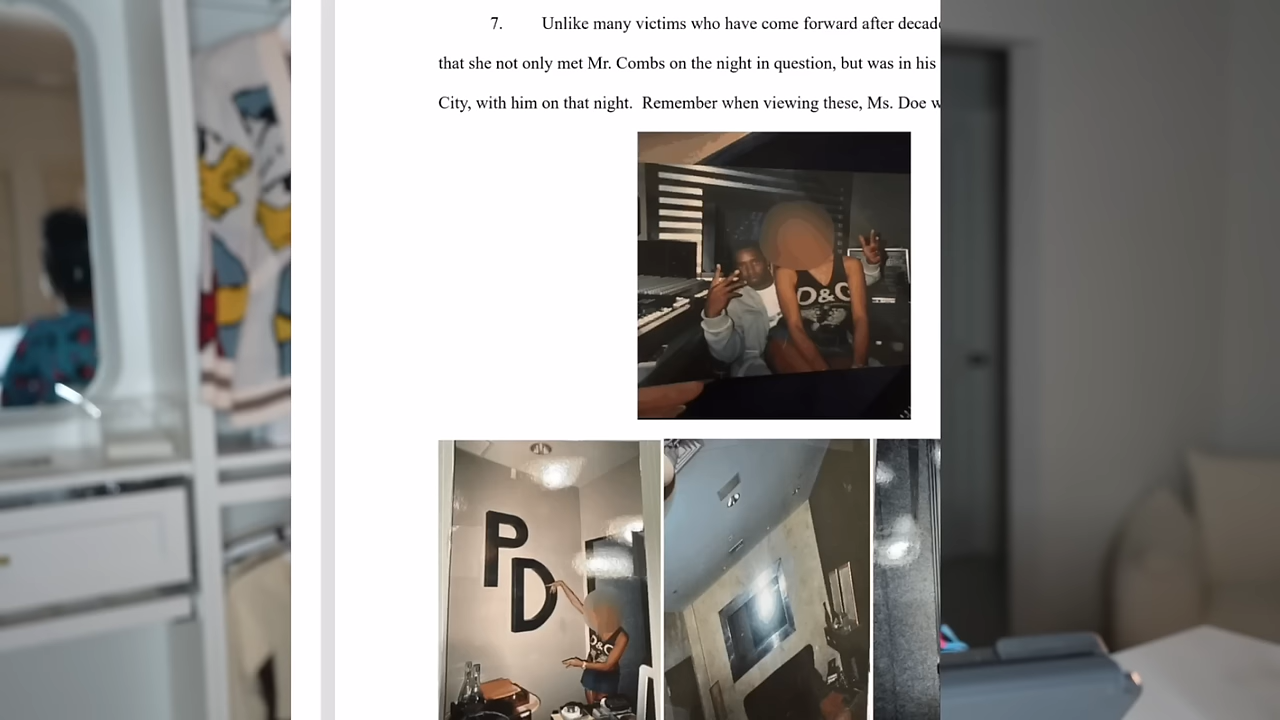 7. Unlike many victims who have come forward after decad
that she not only met Mr. Combs on the night in question, but was in his
City, with him on that night. Remember when viewing these, Ms. Doe w
D&G
PD
D&G